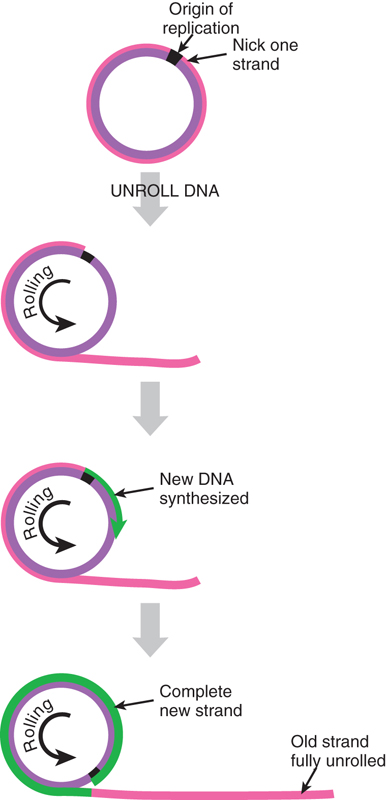 Origin of
replication
Nick one
strand
UNROLL DNA
Rolling
Rolling
New DNA
synthesized
Rolling
Complete
new strand
Old strand
fully unrolled